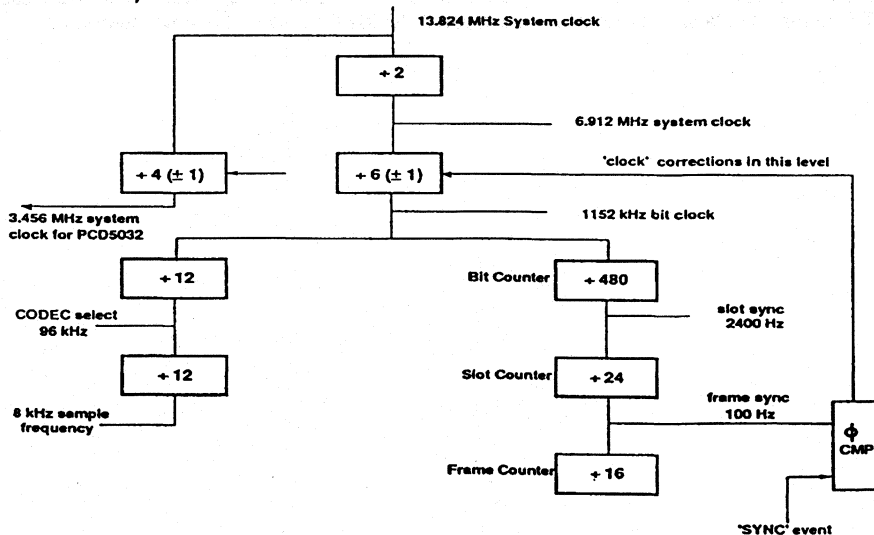 13.824 MHz System clock
÷ 2
6.912 MHz system clock
÷ 4 (± 1)
÷ 6 (± 1)
'clock' corrections in this level
3.456 MHz system
clock for PCD5032
1152 kHz bit clock
÷ 12
Bit Counter
÷ 480
CODEC select
96 kHz
slot sync
2400 Hz
÷ 12
Slot Counter
÷ 24
8 kHz sample
frequency
frame sync
100 Hz
ϕ
CMP
Frame Counter
÷ 16
'SYNC' event